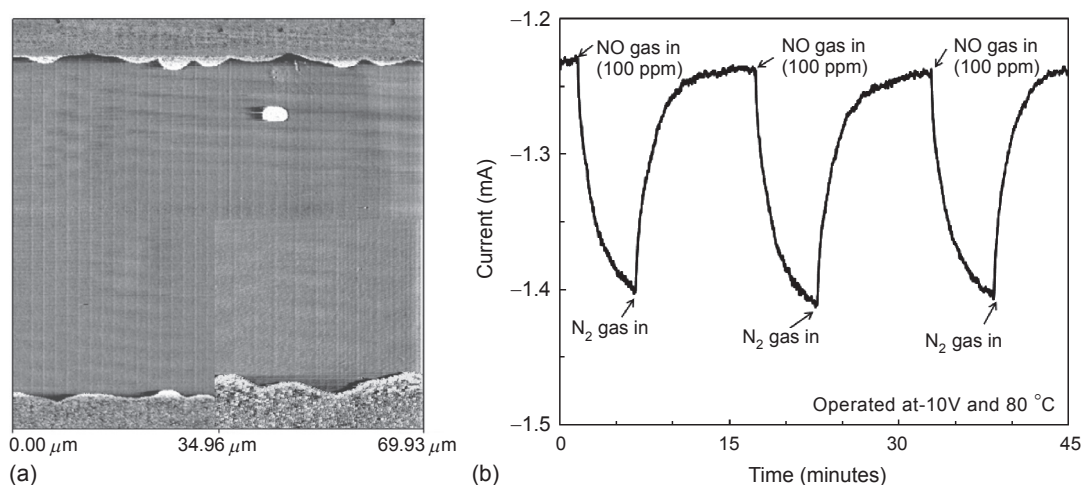 0.00 μm
34.96 μm
69.93 μm
(a)
−1.2
−1.3
−1.4
−1.5
Current (mA)
NO gas in
(100 ppm)
NO gas in
(100 ppm)
NO gas in
(100 ppm)
N2 gas in
N2 gas in
N2 gas in
Operated at-10V and 80 °C
0
15
30
45
Time (minutes)
(b)